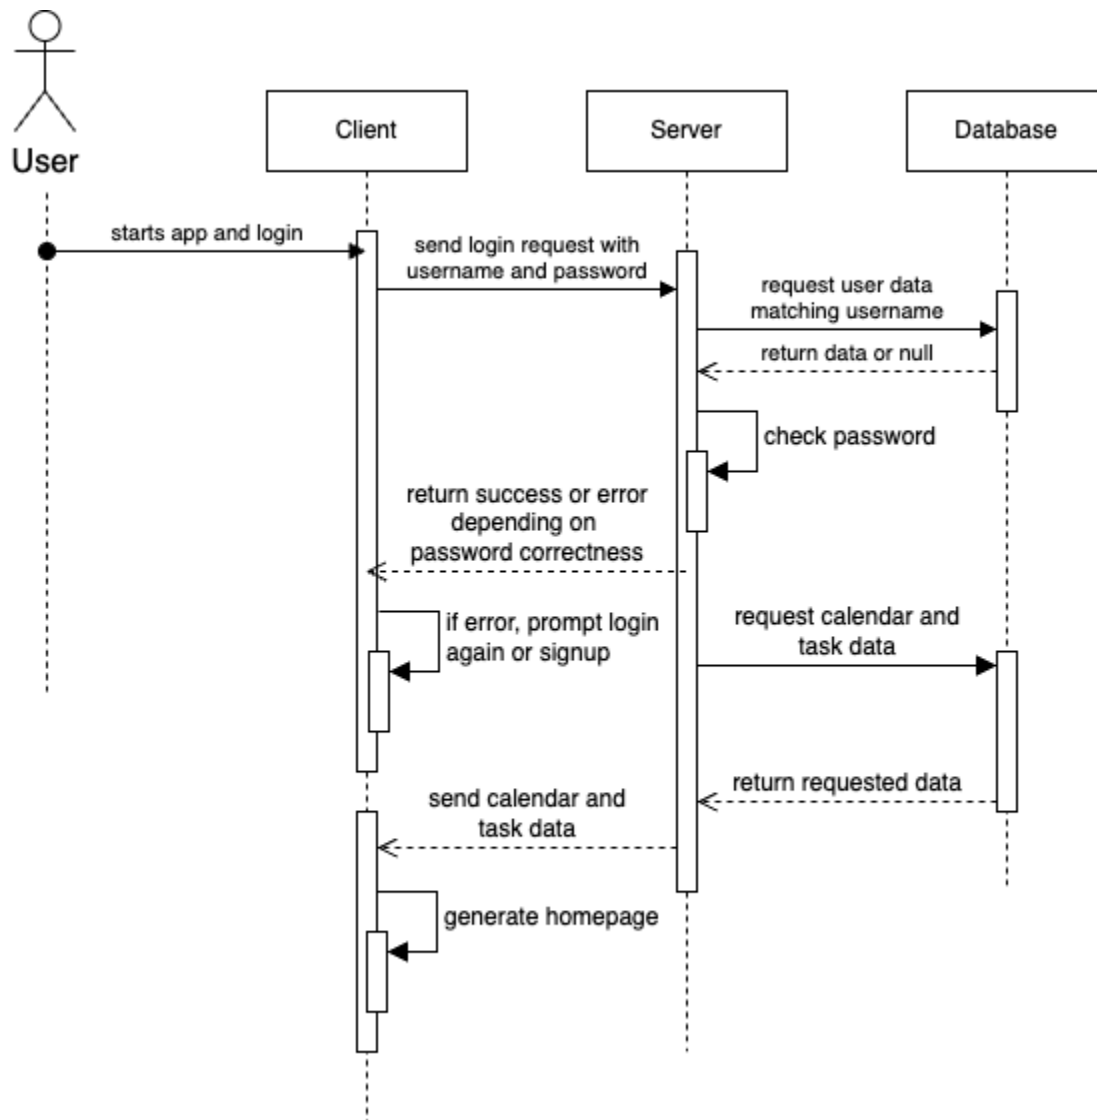 User
Client
Server
Database
starts app and login
send login request with
username and password
request user data
matching username
return data or null
check password
return success or error
depending on
password correctness
if error, prompt login
again or signup
request calendar and
task data
return requested data
send calendar and
task data
generate homepage